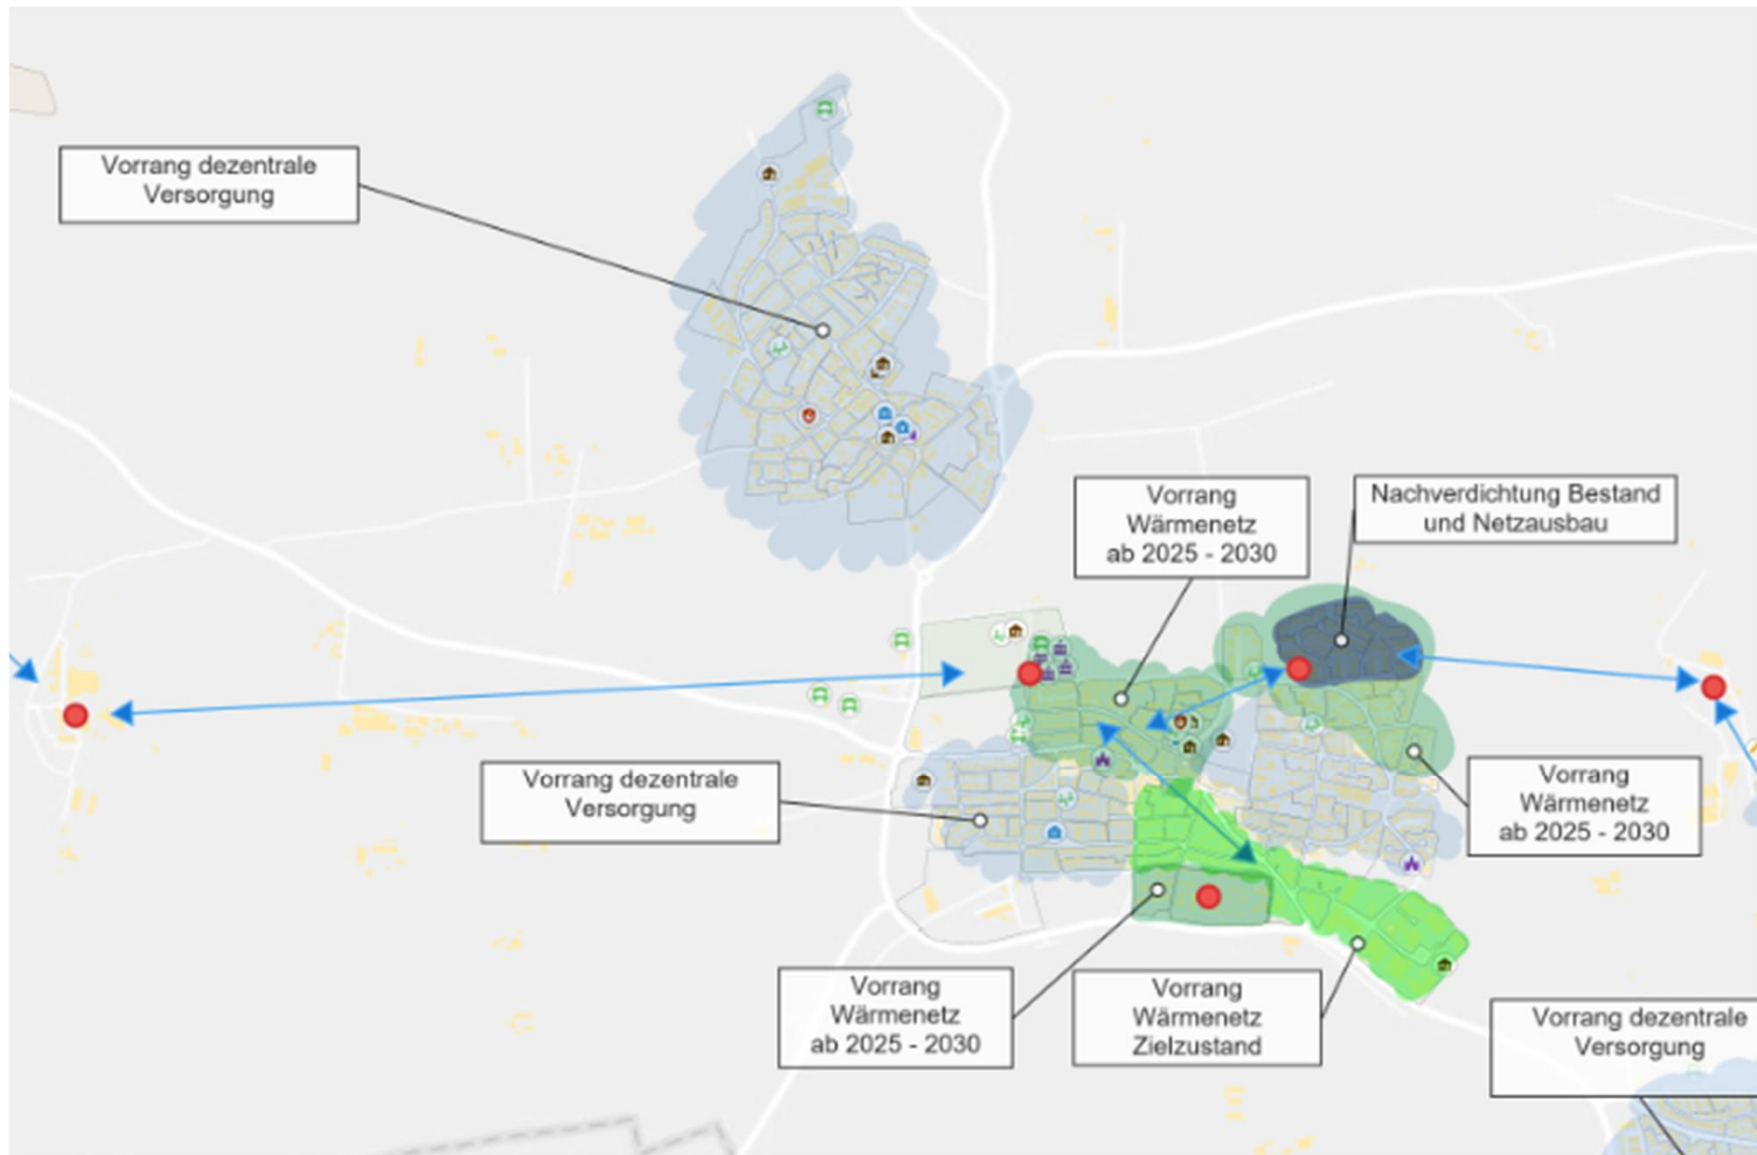 Vorrang dezentrale
Versorgung
Vorrang
Wärmenetz
ab 2025 - 2030
Nachverdichtung Bestand
und Netzausbau
Vorrang dezentrale
Versorgung
Vorrang
Wärmenetz
ab 2025 - 2030
Vorrang
Wärmenetz
ab 2025 - 2030
Vorrang
Wärmenetz
Zielzustand
Vorrang dezentrale
Versorgung